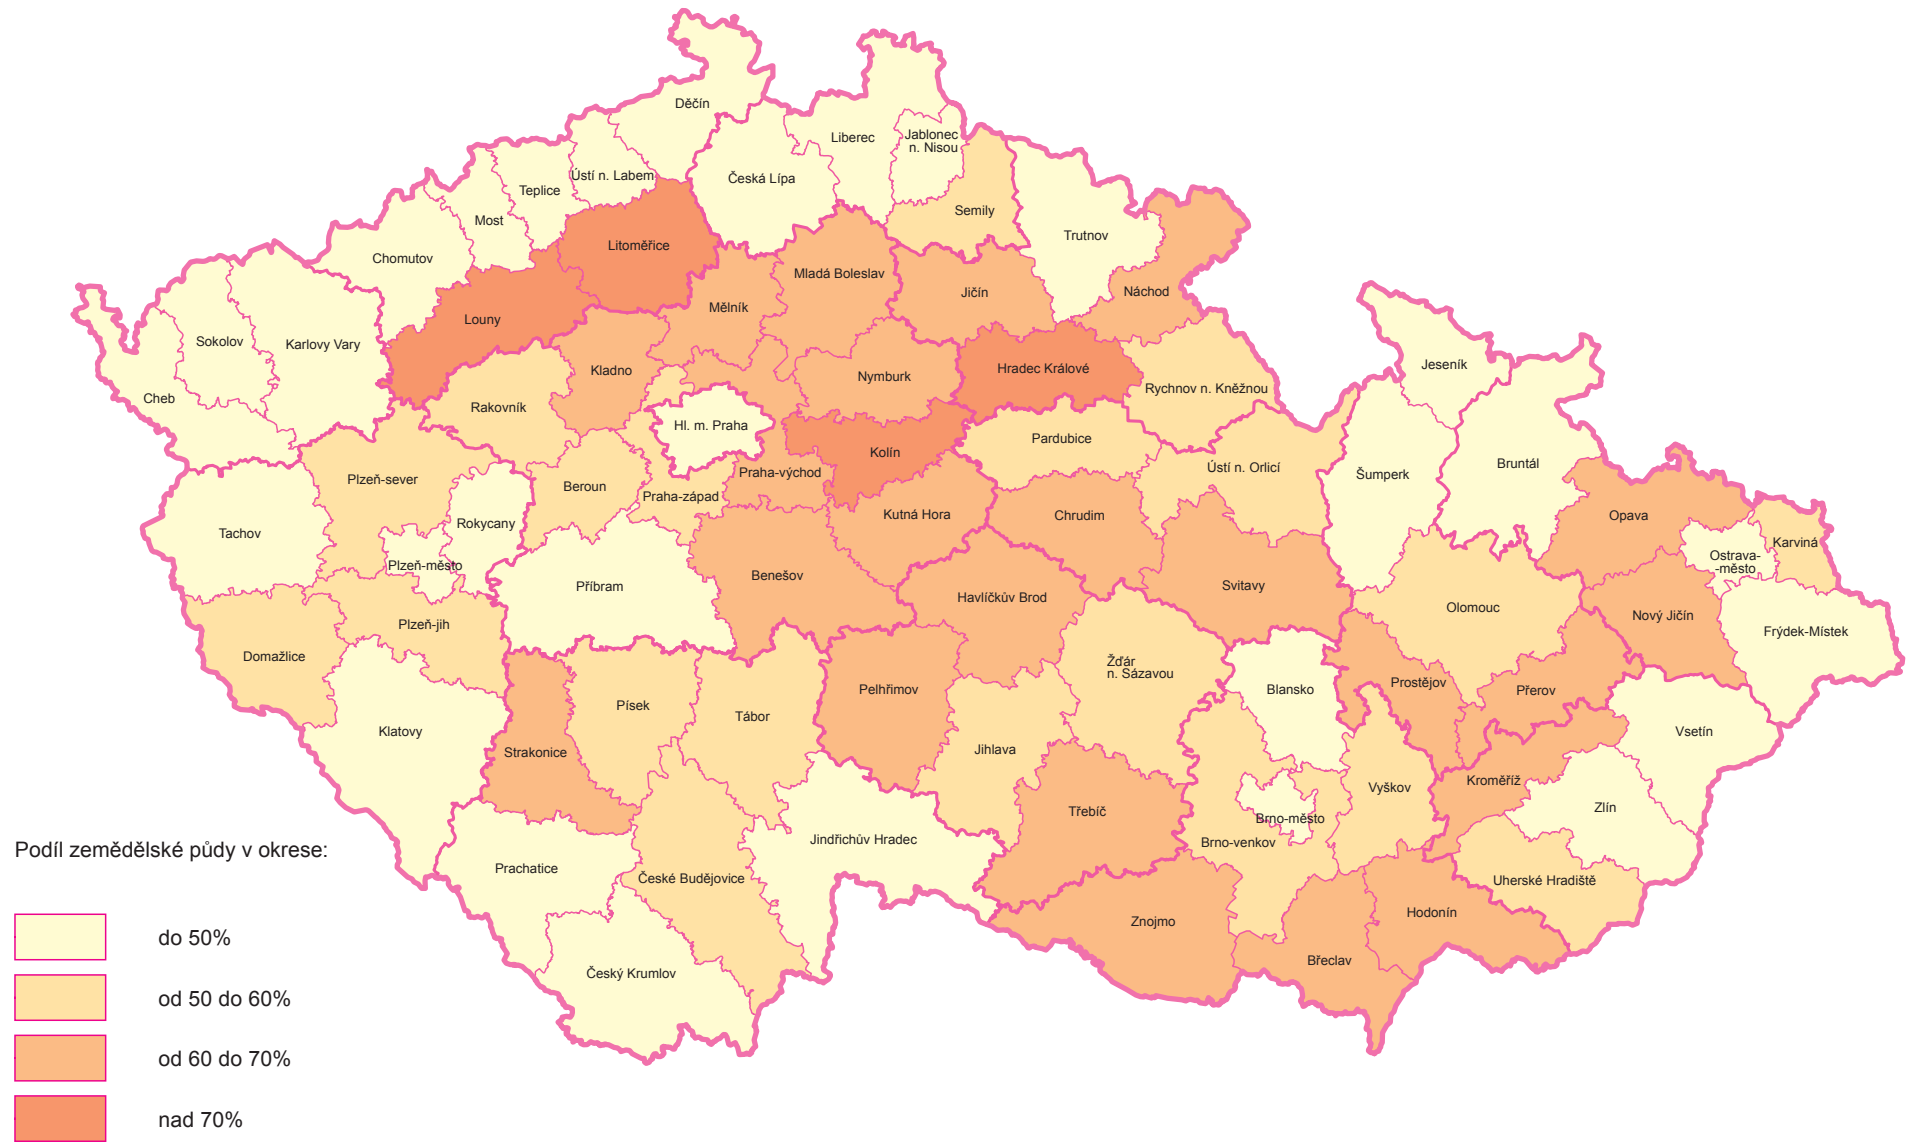 Děčín
Liberec
Jablonec
n. Nisou
Ústí n. Labem
Česká Lípa
Teplice
Most
Semily
Trutnov
Litoměřice
Chomutov
Mladá Boleslav
Jičín
Náchod
Mělník
Louny
Sokolov
Karlovy Vary
Kladno
Nymburk
Hradec Králové
Jeseník
Rychnov n. Kněžnou
Cheb
Rakovník
Hl. m. Praha
Pardubice
Kolín
Praha-východ
Ústí n. Orlicí
Šumperk
Bruntál
Plzeň-sever
Beroun
Praha-západ
Rokycany
Kutná Hora
Chrudim
Opava
Karviná
Tachov
Plzeň-město
Ostrava-
-město
Příbram
Benešov
Havlíčkův Brod
Svitavy
Olomouc
Nový Jičín
Frýdek-Místek
Plzeň-jih
Domažlice
Žďár
n. Sázavou
Pelhřimov
Blansko
Prostějov
Přerov
Písek
Tábor
Klatovy
Strakonice
Jihlava
Vsetín
Kroměříž
Vyškov
Zlín
Třebíč
Brno-město
Brno-venkov
Jindřichův Hradec
Prachatice
České Budějovice
Uherské Hradiště
Hodonín
Znojmo
Břeclav
Český Krumlov
Podíl zemědělské půdy v okrese:
do 50%
od 50 do 60%
od 60 do 70%
nad 70%